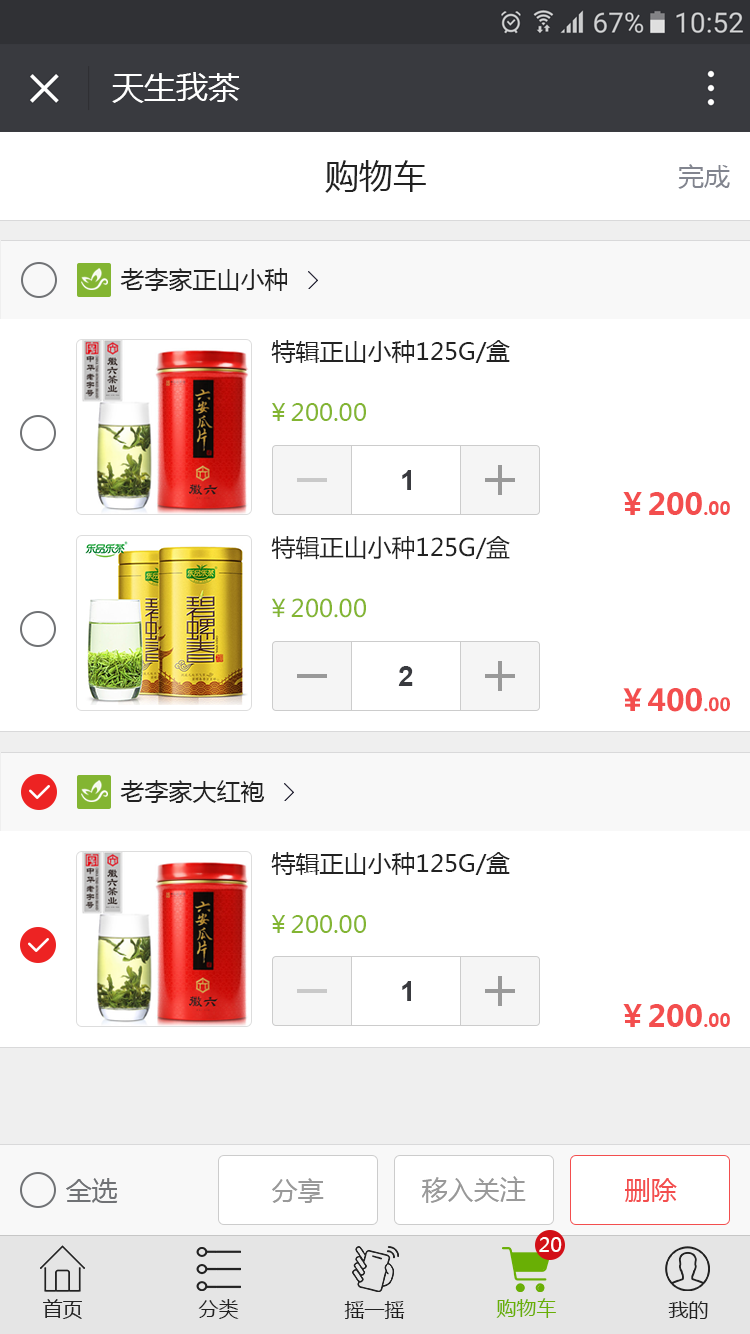 67% 10:52
天生我茶
购物车 完成
老李家正山小种
中华老字号
徽六茶业
六安瓜片
徽六
特辑正山小种125G/盒
¥ 200.00
1
¥ 200.00
乐品乐茶
乐品乐茶
碧螺春
碧螺春
特辑正山小种125G/盒
¥ 200.00
2
¥ 400.00
老李家大红袍
中华老字号
徽六茶业
六安瓜片
徽六
特辑正山小种125G/盒
¥ 200.00
1
¥ 200.00
全选 分享 移入关注 删除
20
首页 分类 摇一摇 购物车 我的